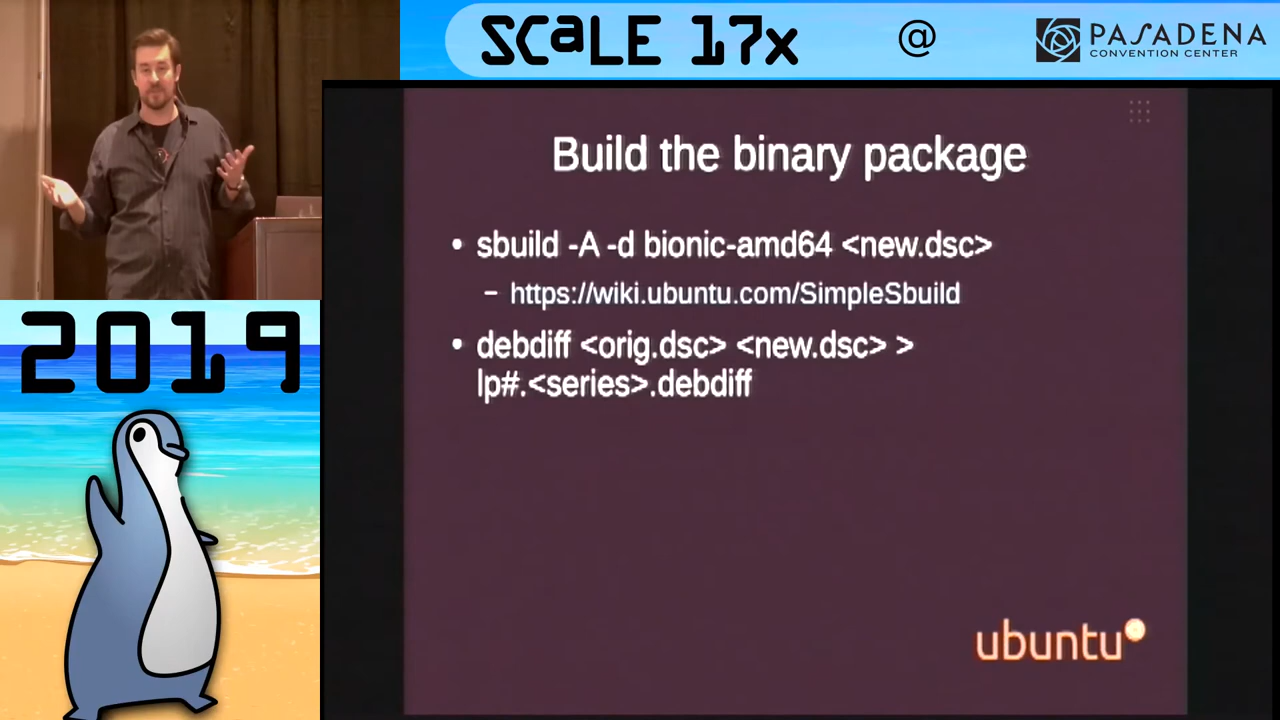 SCaLE 17x
@
PASADENA
CONVENTION CENTER
2019
Build the binary package
• sbuild -A -d bionic-amd64 <new.dsc>
– https://wiki.ubuntu.com/SimpleSbuild
• debdiff <orig.dsc> <new.dsc> >
lp#.<series>.debdiff
ubuntu